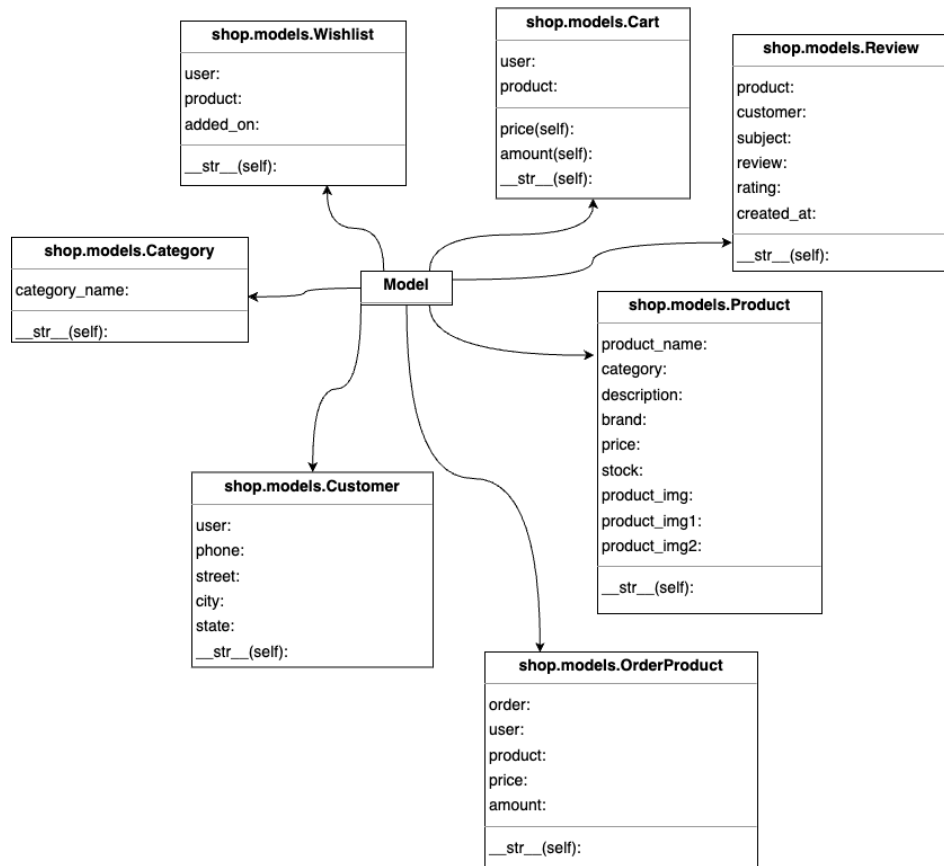 shop.models.Wishlist
user:
product:
added_on:
__str__(self):
shop.models.Cart
user:
product:
price(self):
amount(self):
__str__(self):
shop.models.Review
product:
customer:
subject:
review:
rating:
created_at:
__str__(self):
shop.models.Category
category_name:
__str__(self):
Model
shop.models.Product
product_name:
category:
description:
brand:
price:
stock:
product_img:
product_img1:
product_img2:
__str__(self):
shop.models.Customer
user:
phone:
street:
city:
state:
__str__(self):
shop.models.OrderProduct
order:
user:
product:
price:
amount:
__str__(self):